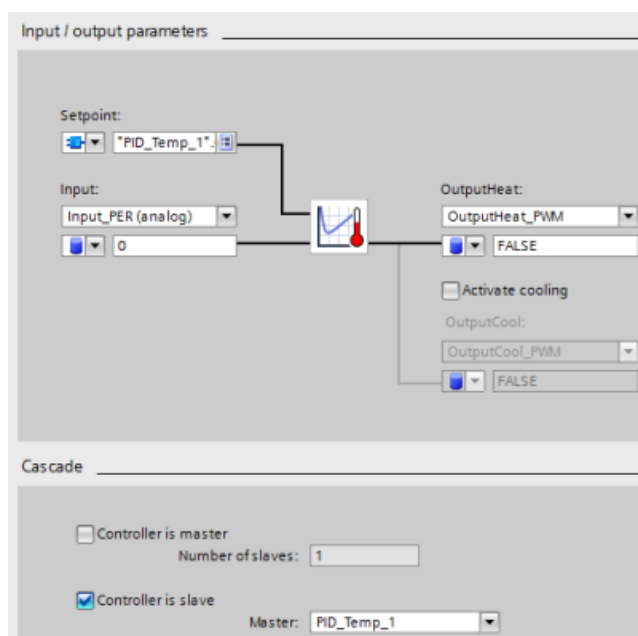 Input / output parameters
Setpoint:
"PID_Temp_1".
Input:
Input_PER (analog)
0
OutputHeat:
OutputHeat_PWM
FALSE
Activate cooling
OutputCool:
OutputCool_PWM
FALSE
Cascade
Controller is master
Number of slaves: 1
Controller is slave
Master: PID_Temp_1